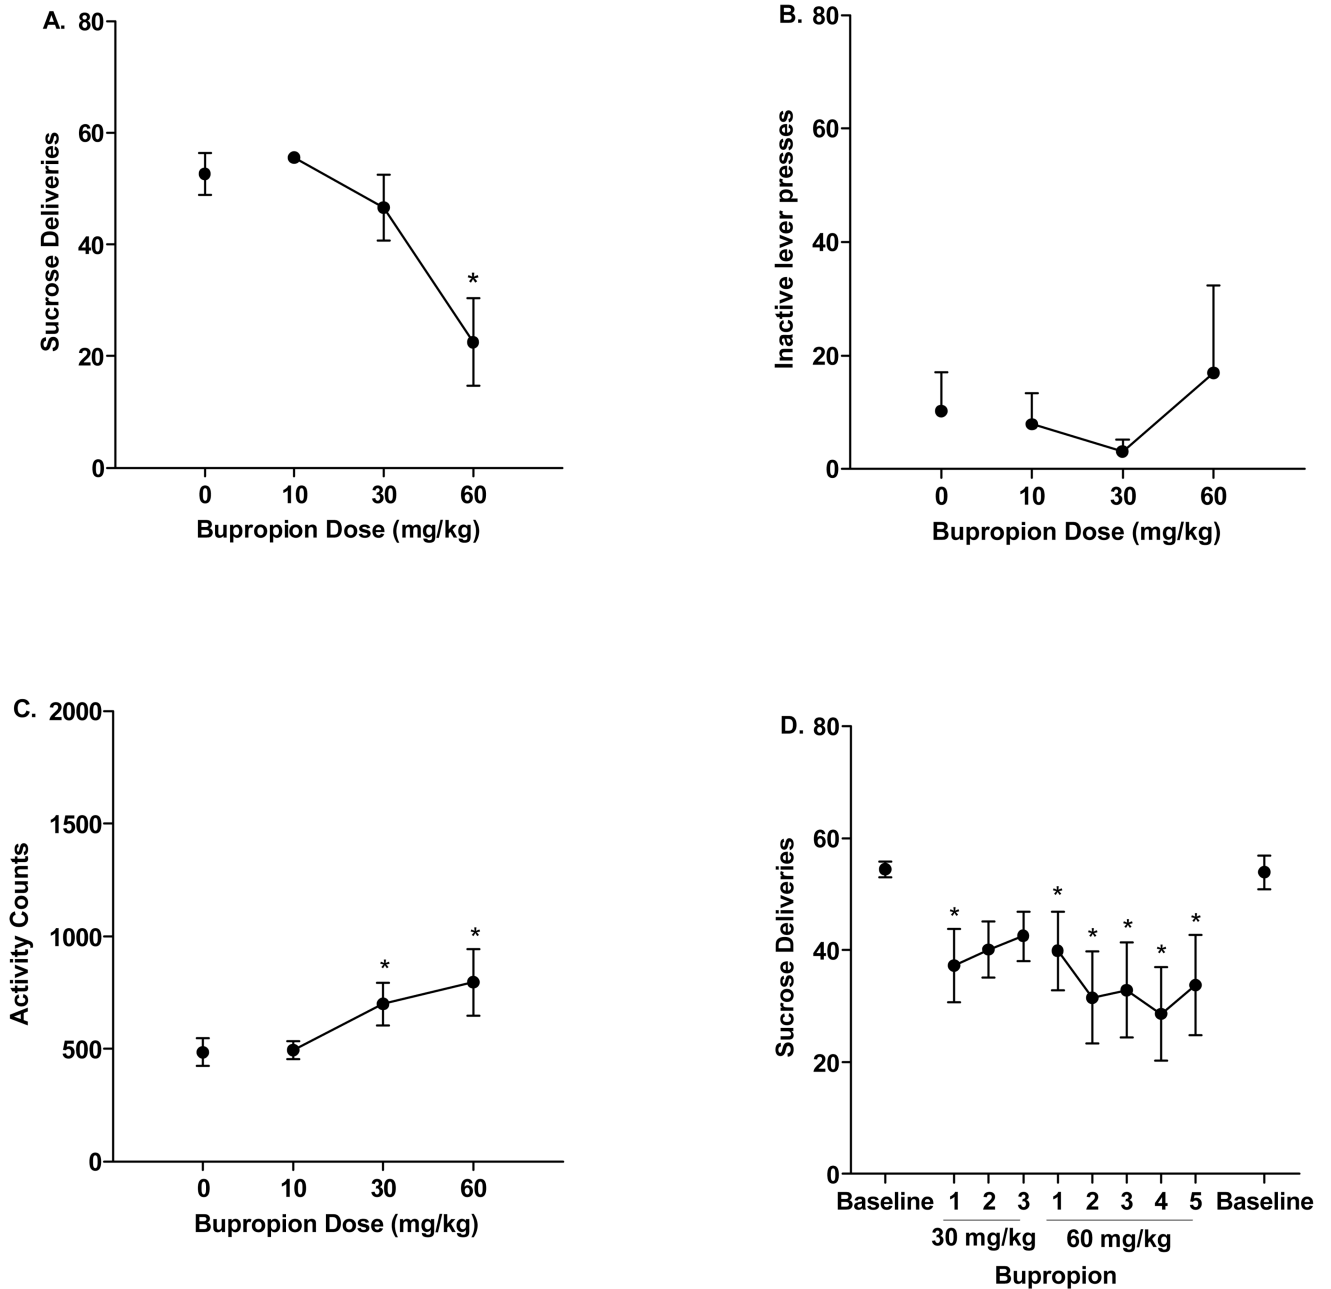 A.
80
60
40
20
0
Sucrose Deliveries
*
0 10 30 60
Bupropion Dose (mg/kg)
B.
80
60
40
20
0
Inactive lever presses
0 10 30 60
Bupropion Dose (mg/kg)
C.
2000
1500
1000
500
0
Activity Counts
* *
0 10 30 60
Bupropion Dose (mg/kg)
D.
80
60
40
20
0
Sucrose Deliveries
* * * * * *
Baseline 1 2 3 1 2 3 4 5 Baseline
30 mg/kg 60 mg/kg
Bupropion